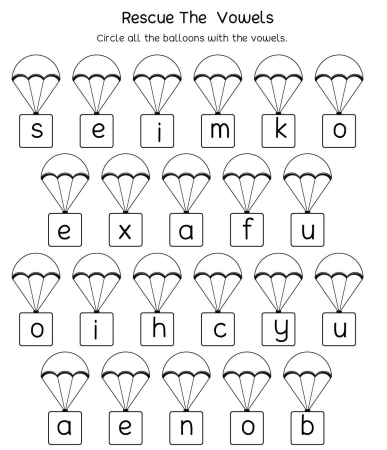 Rescue The Vowels
Circle all the balloons with the vowels.
s e i m k o
e x a f u
o i h c y u
a e n o b